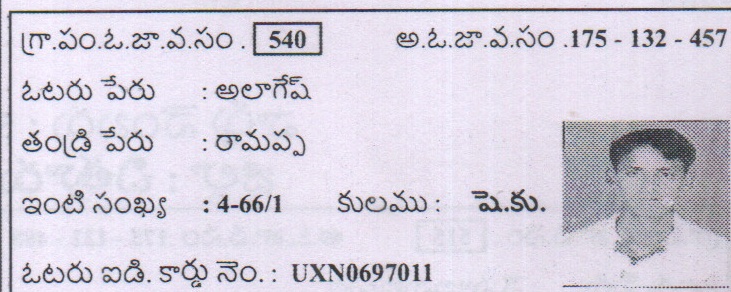 గ్రా.పం.ఓ.జా.వ.సం . 540 అ.ఓ.జా.వ.సం .175 - 132 - 457
ఓటరు పేరు : అలాగేష్
తండ్రి పేరు : రామప్ప
ఇంటి సంఖ్య : 4-66/1 కులము : షె.కు.
ఓటరు ఐడి. కార్డు నెం. : UXN0697011